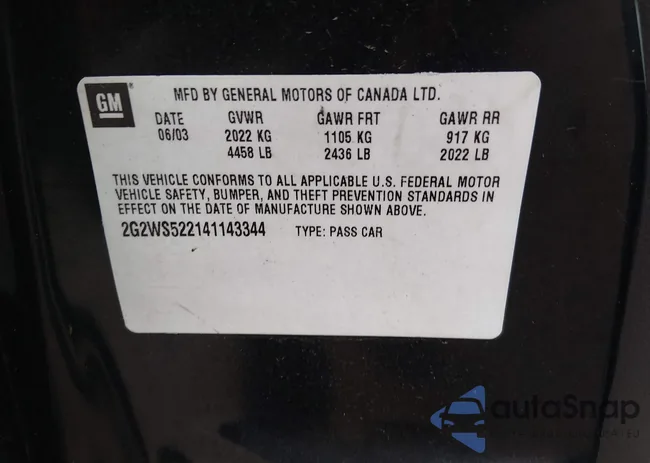 GM
MFD BY GENERAL MOTORS OF CANADA LTD.
DATE GVWR GAWR FRT GAWR RR
06/03 2022 KG 1105 KG 917 KG
4458 LB 2436 LB 2022 LB
THIS VEHICLE CONFORMS TO ALL APPLICABLE U.S. FEDERAL MOTOR
VEHICLE SAFETY, BUMPER, AND THEFT PREVENTION STANDARDS IN
EFFECT ON THE DATE OF MANUFACTURE SHOWN ABOVE.
2G2WS522141143344 TYPE: PASS CAR
autoSnap